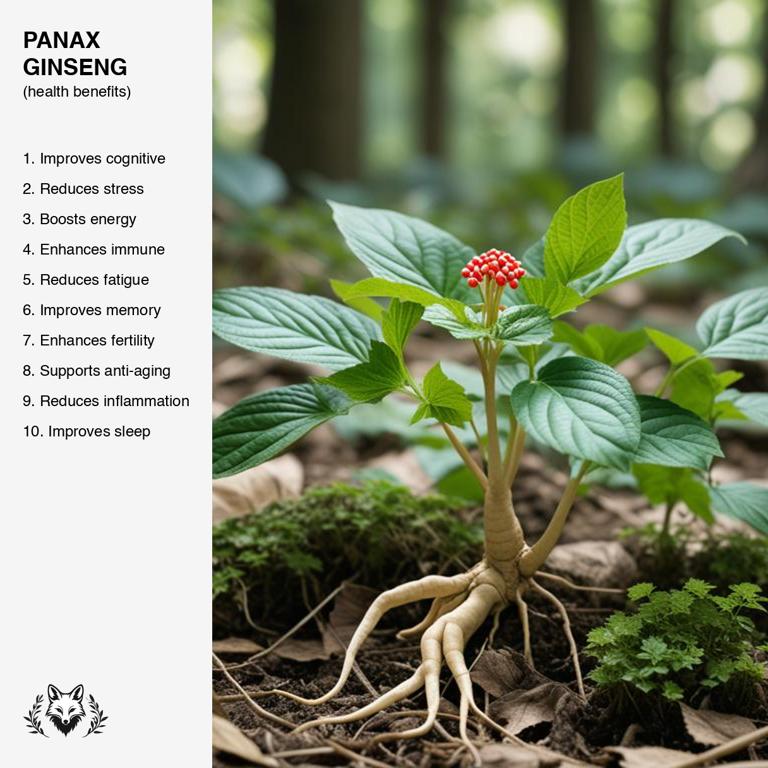 PANAX
GINSENG
(health benefits)
1. Improves cognitive
2. Reduces stress
3. Boosts energy
4. Enhances immune
5. Reduces fatigue
6. Improves memory
7. Enhances fertility
8. Supports anti-aging
9. Reduces inflammation
10. Improves sleep